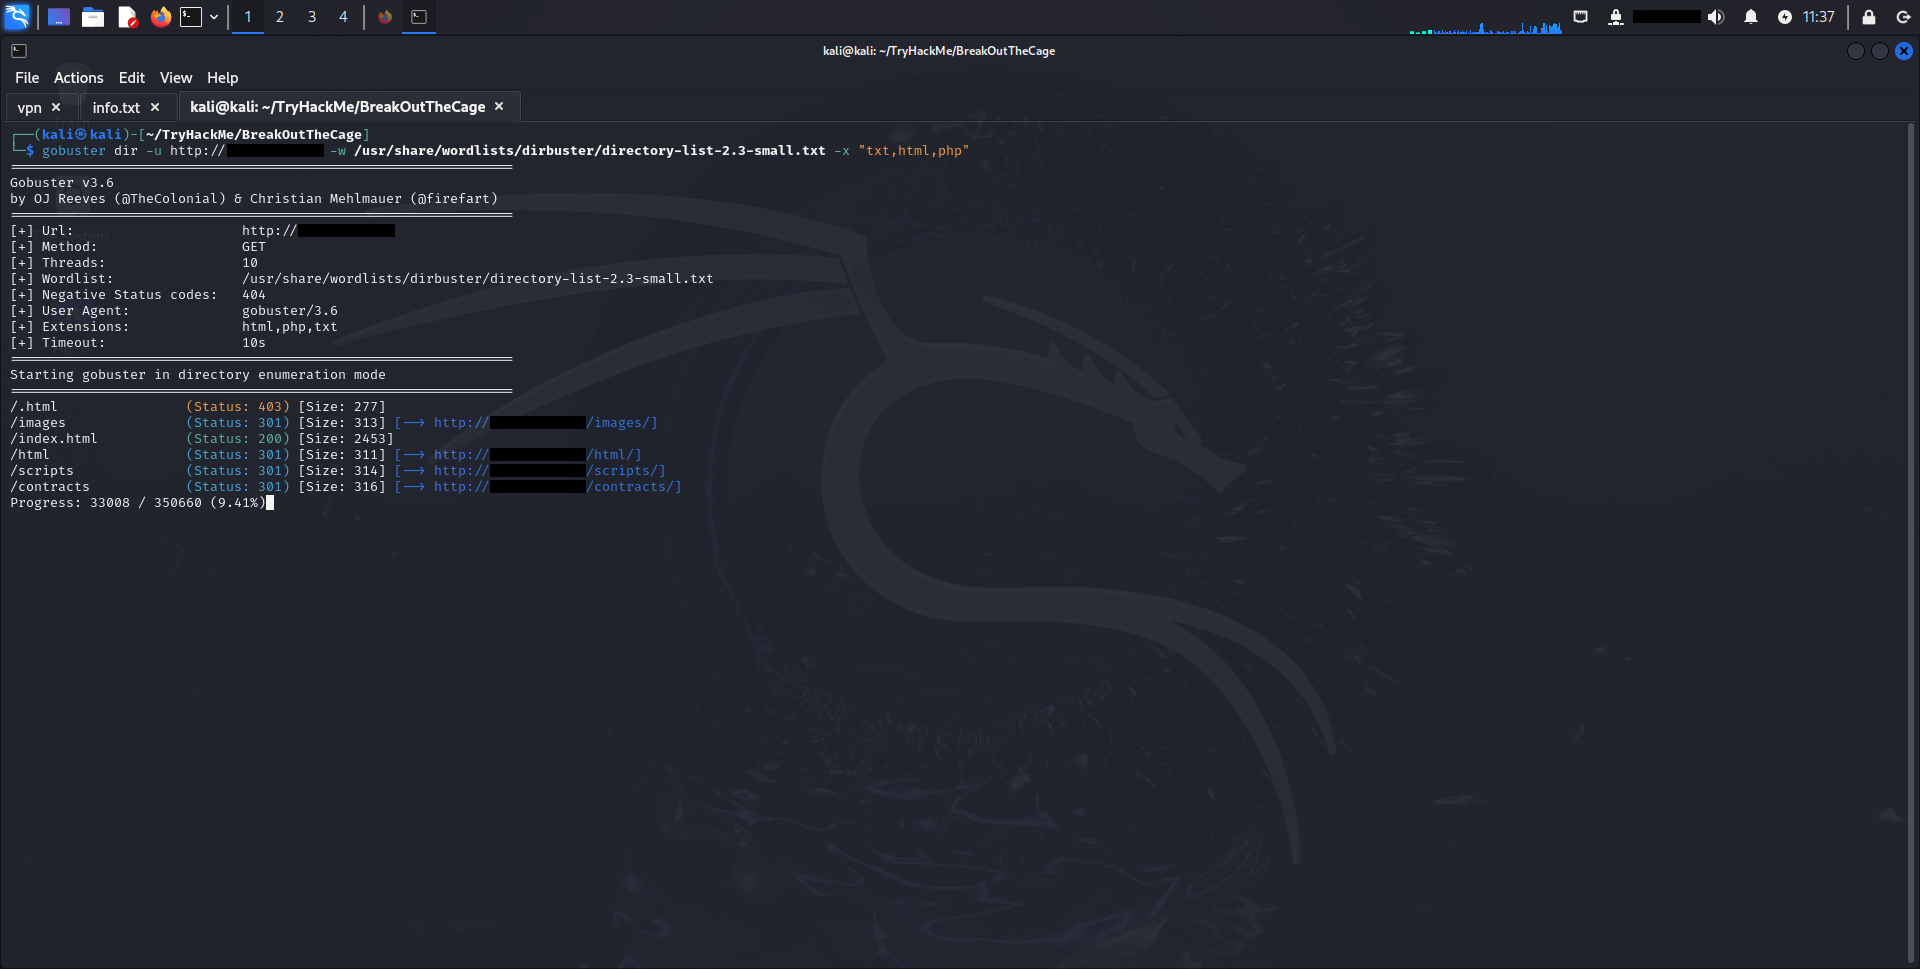 1 2 3 4 11:37
kali@kali: ~/TryHackMe/BreakOutTheCage
File Actions Edit View Help
vpn × info.txt × kali@kali: ~/TryHackMe/BreakOutTheCage ×
┌──(kali㉿kali)-[~/TryHackMe/BreakOutTheCage]
└─$ gobuster dir -u http:// -w /usr/share/wordlists/dirbuster/directory-list-2.3-small.txt -x "txt,html,php"
===============================================================
Gobuster v3.6
by OJ Reeves (@TheColonial) & Christian Mehlmauer (@firefart)
===============================================================
[+] Url: http://
[+] Method: GET
[+] Threads: 10
[+] Wordlist: /usr/share/wordlists/dirbuster/directory-list-2.3-small.txt
[+] Negative Status codes: 404
[+] User Agent: gobuster/3.6
[+] Extensions: html,php,txt
[+] Timeout: 10s
===============================================================
Starting gobuster in directory enumeration mode
===============================================================
/.html (Status: 403) [Size: 277]
/images (Status: 301) [Size: 313] [--> http:///images/]
/index.html (Status: 200) [Size: 2453]
/html (Status: 301) [Size: 311] [--> http:///html/]
/scripts (Status: 301) [Size: 314] [--> http:///scripts/]
/contracts (Status: 301) [Size: 316] [--> http:///contracts/]
Progress: 33008 / 350660 (9.41%)